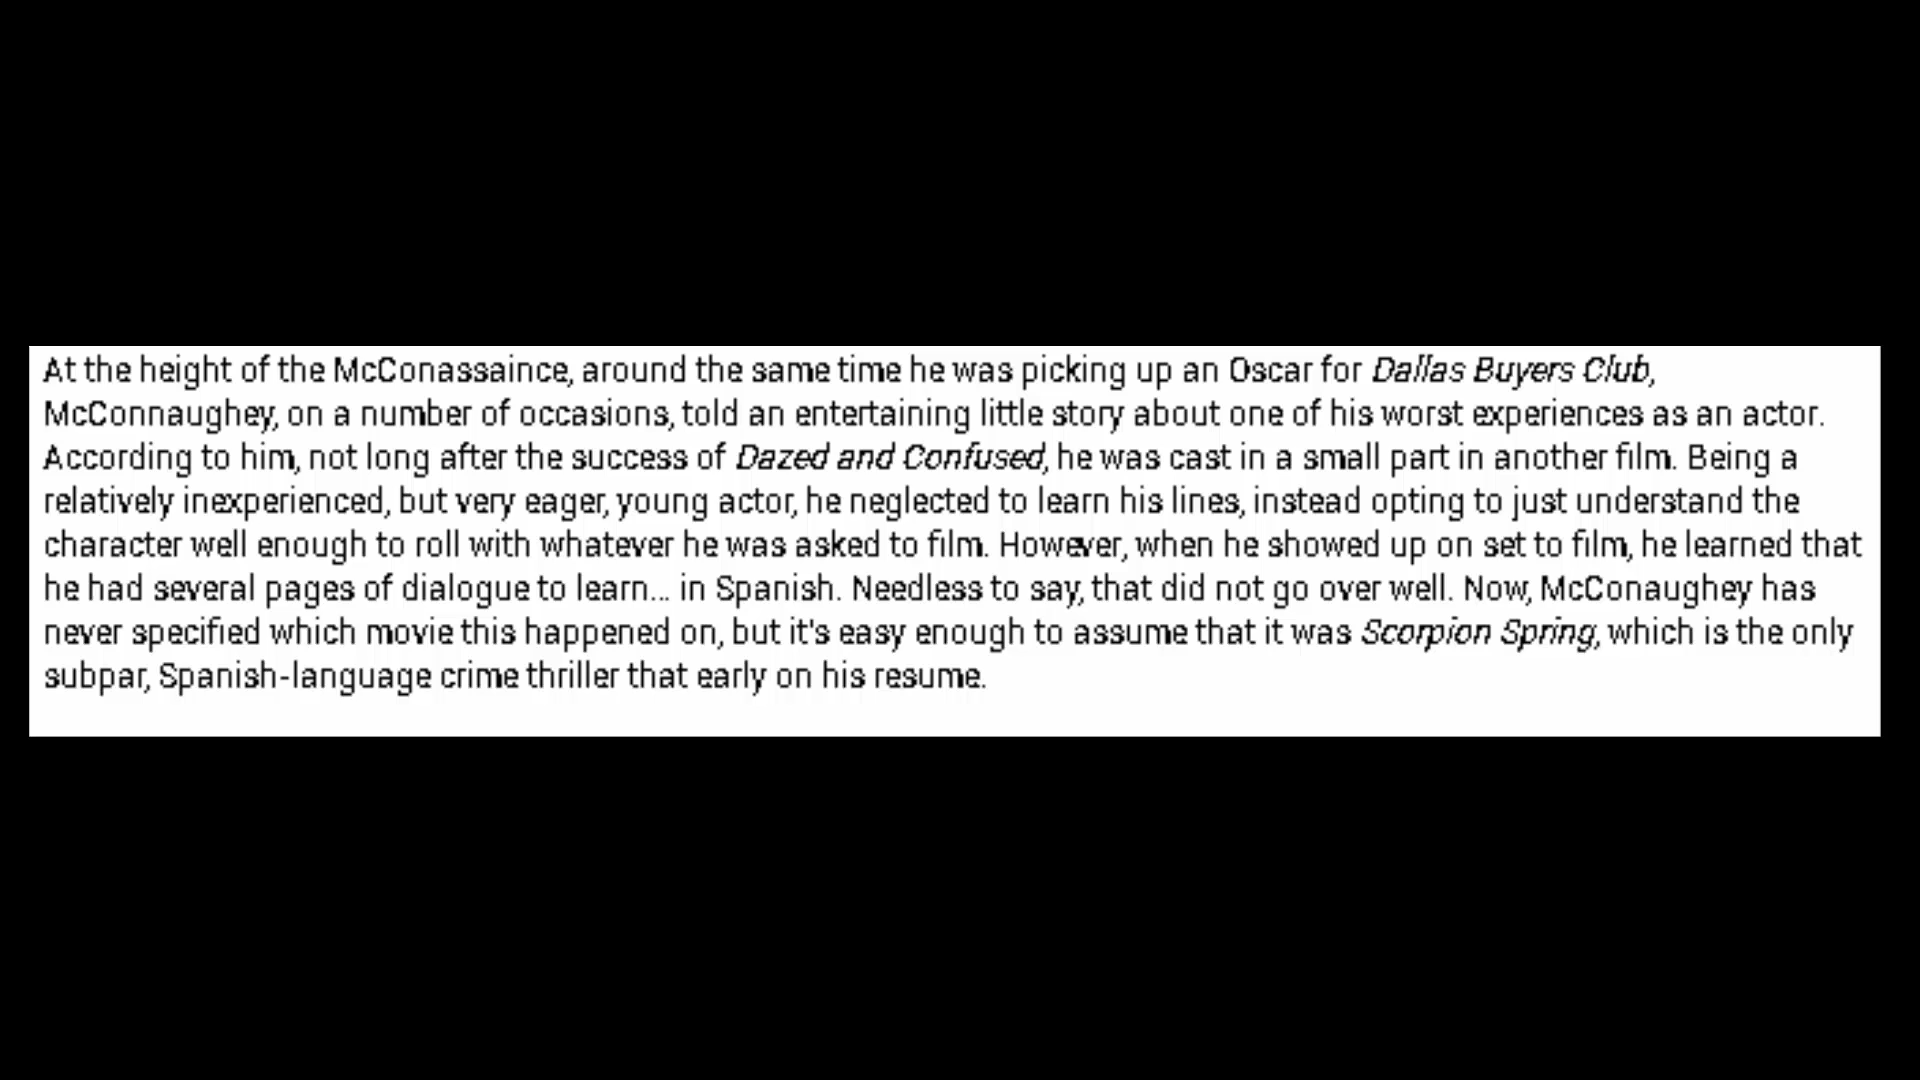 At the height of the McConassaince, around the same time he was picking up an Oscar for Dallas Buyers Club,
McConnaughey, on a number of occasions, told an entertaining little story about one of his worst experiences as an actor.
According to him, not long after the success of Dazed and Confused, he was cast in a small part in another film. Being a
relatively inexperienced, but very eager, young actor, he neglected to learn his lines, instead opting to just understand the
character well enough to roll with whatever he was asked to film. However, when he showed up on set to film, he learned that
he had several pages of dialogue to learn... in Spanish. Needless to say, that did not go over well. Now, McConaughey has
never specified which movie this happened on, but it's easy enough to assume that it was Scorpion Spring, which is the only
subpar, Spanish-language crime thriller that early on his resume.